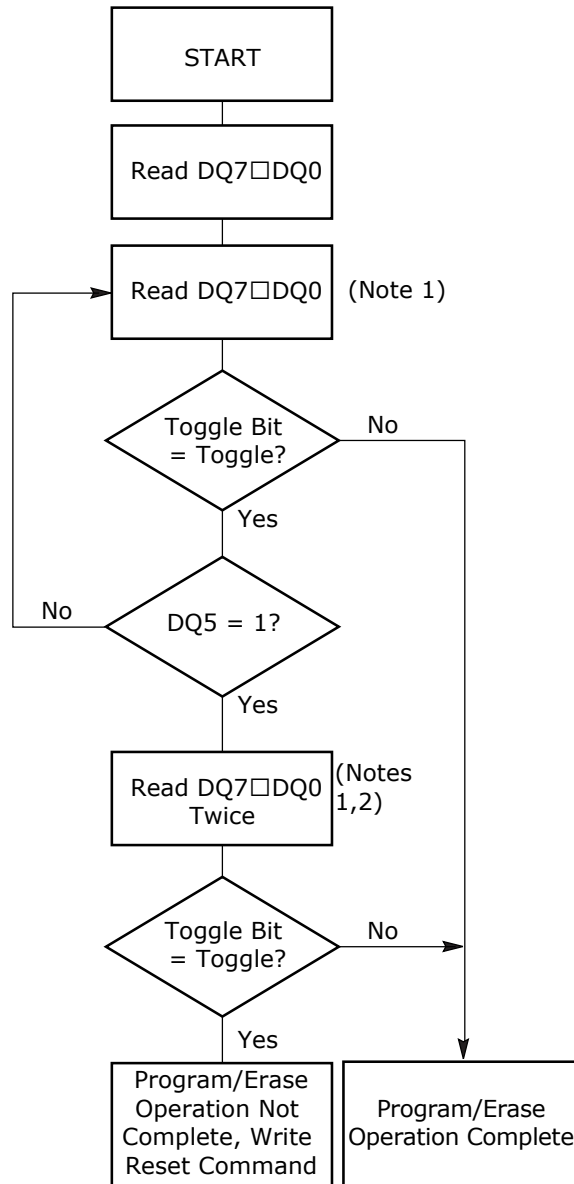 START
Read DQ7□DQ0
Read DQ7□DQ0 (Note 1)
Toggle Bit
= Toggle?
No
Yes
DQ5 = 1?
No
Yes
Read DQ7□DQ0
Twice
(Notes
1,2)
Toggle Bit
= Toggle?
No
Yes
Program/Erase
Operation Not
Complete, Write
Reset Command
Program/Erase
Operation Complete